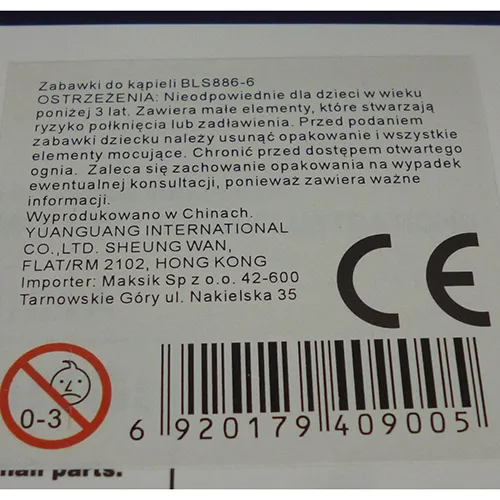 Zabawki do kąpieli BLS886-6
OSTRZEŻENIA: Nieodpowiednie dla dzieci w wieku
poniżej 3 lat. Zawiera małe elementy, które stwarzają
ryzyko połknięcia lub zadławienia. Przed podaniem
zabawki dziecku należy usunąć opakowanie i wszystkie
elementy mocujące. Chronić przed dostępem otwartego
ognia. Zaleca się zachowanie opakowania na wypadek
ewentualnej konsultacji, ponieważ zawiera ważne
informacji.
Wyprodukowano w Chinach.
YUANGUANG INTERNATIONAL
CO.,LTD. SHEUNG WAN,
FLAT/RM 2102, HONG KONG
Importer: Maksik Sp z o.o. 42-600
Tarnowskie Góry ul. Nakielska 35
CE
0-3
6 920179 409005
parts.